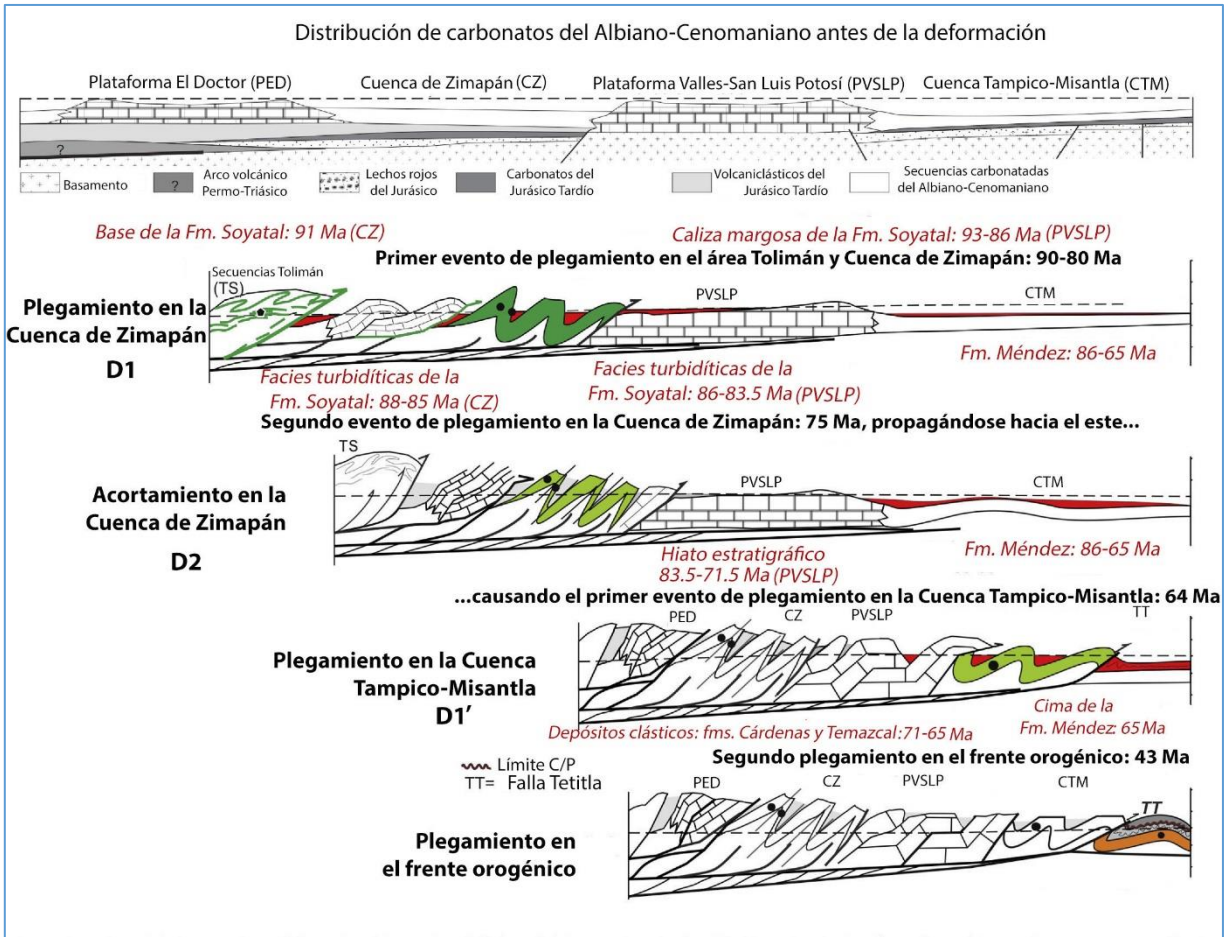 Distribución de carbonatos del Albiano-Cenomaniano antes de la deformación
Plataforma El Doctor (PED)
Cuenca de Zimapán (CZ)
Plataforma Valles-San Luis Potosí (PVSLP)
Cuenca Tampico-Misantla (CTM)
?
Basamento
?
Arco volcánico
Permo-Triásico
Lechos rojos
del Jurásico
Carbonatos del
Jurásico Tardío
Volcaniclásticos del
Jurásico Tardío
Secuencias carbonatadas
del Albiano-Cenomaniano
Base de la Fm. Soyatal: 91 Ma (CZ)
Caliza margosa de la Fm. Soyatal: 93-86 Ma (PVSLP)
Primer evento de plegamiento en el área Tolimán y Cuenca de Zimapán: 90-80 Ma
Secuencias Tolimán
(TS)
PVSLP
CTM
Plegamiento en la
Cuenca de Zimapán
D1
Fm. Méndez: 86-65 Ma
Facies turbidíticas de la
Fm. Soyatal: 88-85 Ma (CZ)
Facies turbidíticas de la
Fm. Soyatal: 86-83.5 Ma (PVSLP)
Segundo evento de plegamiento en la Cuenca de Zimapán: 75 Ma, propagándose hacia el este...
TS
PVSLP
CTM
Acortamiento en la
Cuenca de Zimapán
D2
Hiato estratigráfico
83.5-71.5 Ma (PVSLP)
Fm. Méndez: 86-65 Ma
...causando el primer evento de plegamiento en la Cuenca Tampico-Misantla: 64 Ma
PED
CZ
PVSLP
TT
Plegamiento en la Cuenca
Tampico-Misantla
D1’
Depósitos clásticos: fms. Cárdenas y Temazcal:71-65 Ma
Cima de la
Fm. Méndez: 65 Ma
Segundo plegamiento en el frente orogénico: 43 Ma
Límite C/P
TT= Falla Tetitla
PED
CZ
PVSLP
CTM
TT
Plegamiento en
el frente orogénico